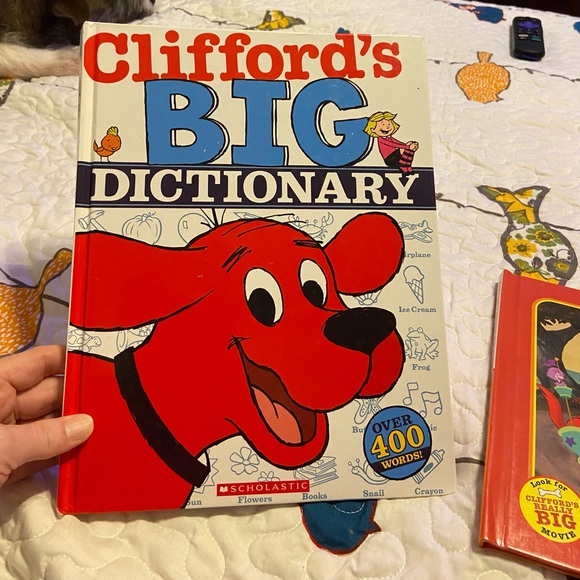 Clifford's
BIG
DICTIONARY
Ice Cream
Frog
OVER
400
WORDS!
SCHOLASTIC
Flowers
Books
Snail
Crayon
Look for
CLIFFORD'S
REALLY
BIG
MOVIE